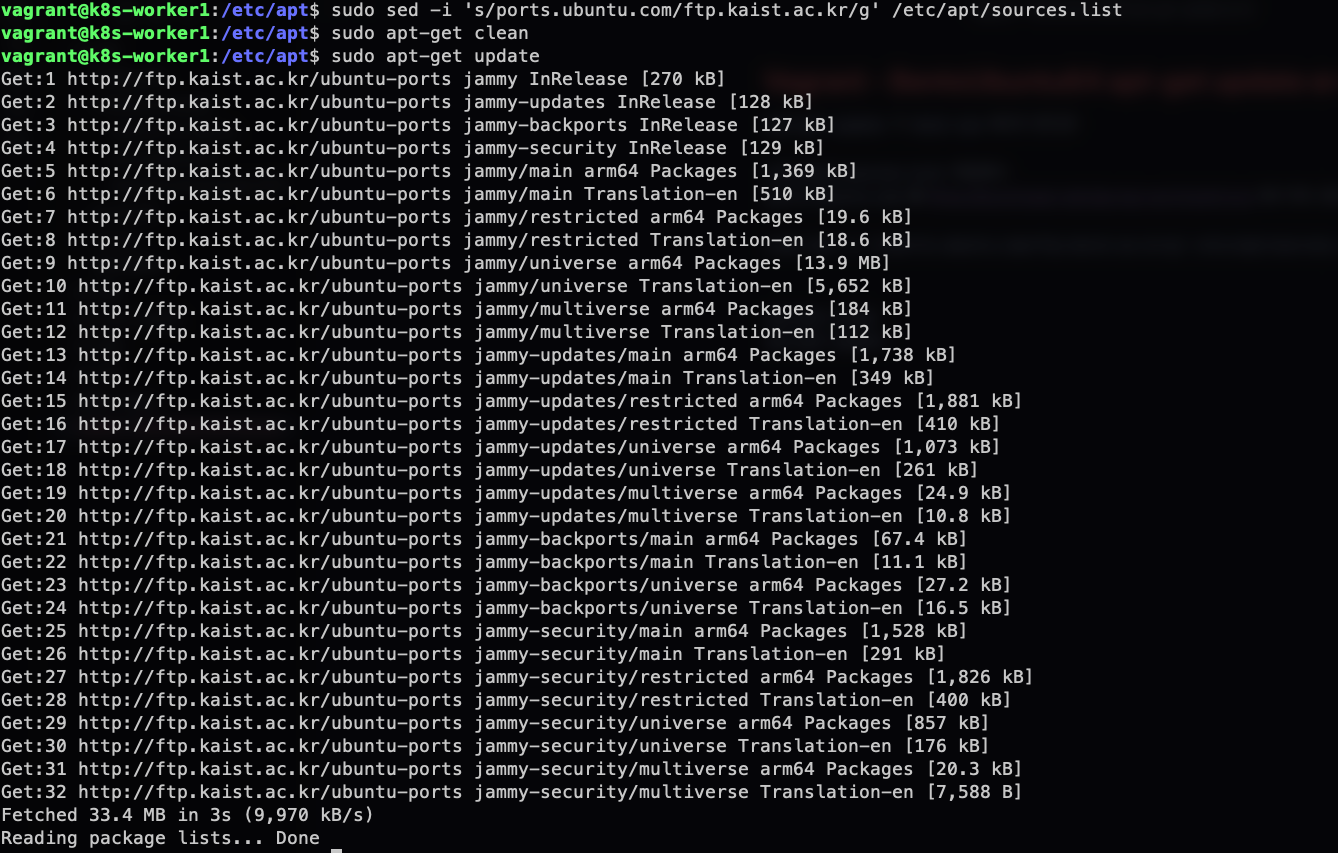 vagrant@k8s-worker1:/etc/apt$ sudo sed -i 's/ports.ubuntu.com/ftp.kaist.ac.kr/g' /etc/apt/sources.list
vagrant@k8s-worker1:/etc/apt$ sudo apt-get clean
vagrant@k8s-worker1:/etc/apt$ sudo apt-get update
Get:1 http://ftp.kaist.ac.kr/ubuntu-ports jammy InRelease [270 kB]
Get:2 http://ftp.kaist.ac.kr/ubuntu-ports jammy-updates InRelease [128 kB]
Get:3 http://ftp.kaist.ac.kr/ubuntu-ports jammy-backports InRelease [127 kB]
Get:4 http://ftp.kaist.ac.kr/ubuntu-ports jammy-security InRelease [129 kB]
Get:5 http://ftp.kaist.ac.kr/ubuntu-ports jammy/main arm64 Packages [1,369 kB]
Get:6 http://ftp.kaist.ac.kr/ubuntu-ports jammy/main Translation-en [510 kB]
Get:7 http://ftp.kaist.ac.kr/ubuntu-ports jammy/restricted arm64 Packages [19.6 kB]
Get:8 http://ftp.kaist.ac.kr/ubuntu-ports jammy/restricted Translation-en [18.6 kB]
Get:9 http://ftp.kaist.ac.kr/ubuntu-ports jammy/universe arm64 Packages [13.9 MB]
Get:10 http://ftp.kaist.ac.kr/ubuntu-ports jammy/universe Translation-en [5,652 kB]
Get:11 http://ftp.kaist.ac.kr/ubuntu-ports jammy/multiverse arm64 Packages [184 kB]
Get:12 http://ftp.kaist.ac.kr/ubuntu-ports jammy/multiverse Translation-en [112 kB]
Get:13 http://ftp.kaist.ac.kr/ubuntu-ports jammy-updates/main arm64 Packages [1,738 kB]
Get:14 http://ftp.kaist.ac.kr/ubuntu-ports jammy-updates/main Translation-en [349 kB]
Get:15 http://ftp.kaist.ac.kr/ubuntu-ports jammy-updates/restricted arm64 Packages [1,881 kB]
Get:16 http://ftp.kaist.ac.kr/ubuntu-ports jammy-updates/restricted Translation-en [410 kB]
Get:17 http://ftp.kaist.ac.kr/ubuntu-ports jammy-updates/universe arm64 Packages [1,073 kB]
Get:18 http://ftp.kaist.ac.kr/ubuntu-ports jammy-updates/universe Translation-en [261 kB]
Get:19 http://ftp.kaist.ac.kr/ubuntu-ports jammy-updates/multiverse arm64 Packages [24.9 kB]
Get:20 http://ftp.kaist.ac.kr/ubuntu-ports jammy-updates/multiverse Translation-en [10.8 kB]
Get:21 http://ftp.kaist.ac.kr/ubuntu-ports jammy-backports/main arm64 Packages [67.4 kB]
Get:22 http://ftp.kaist.ac.kr/ubuntu-ports jammy-backports/main Translation-en [11.1 kB]
Get:23 http://ftp.kaist.ac.kr/ubuntu-ports jammy-backports/universe arm64 Packages [27.2 kB]
Get:24 http://ftp.kaist.ac.kr/ubuntu-ports jammy-backports/universe Translation-en [16.5 kB]
Get:25 http://ftp.kaist.ac.kr/ubuntu-ports jammy-security/main arm64 Packages [1,528 kB]
Get:26 http://ftp.kaist.ac.kr/ubuntu-ports jammy-security/main Translation-en [291 kB]
Get:27 http://ftp.kaist.ac.kr/ubuntu-ports jammy-security/restricted arm64 Packages [1,826 kB]
Get:28 http://ftp.kaist.ac.kr/ubuntu-ports jammy-security/restricted Translation-en [400 kB]
Get:29 http://ftp.kaist.ac.kr/ubuntu-ports jammy-security/universe arm64 Packages [857 kB]
Get:30 http://ftp.kaist.ac.kr/ubuntu-ports jammy-security/universe Translation-en [176 kB]
Get:31 http://ftp.kaist.ac.kr/ubuntu-ports jammy-security/multiverse arm64 Packages [20.3 kB]
Get:32 http://ftp.kaist.ac.kr/ubuntu-ports jammy-security/multiverse Translation-en [7,588 B]
Fetched 33.4 MB in 3s (9,970 kB/s)
Reading package lists... Done